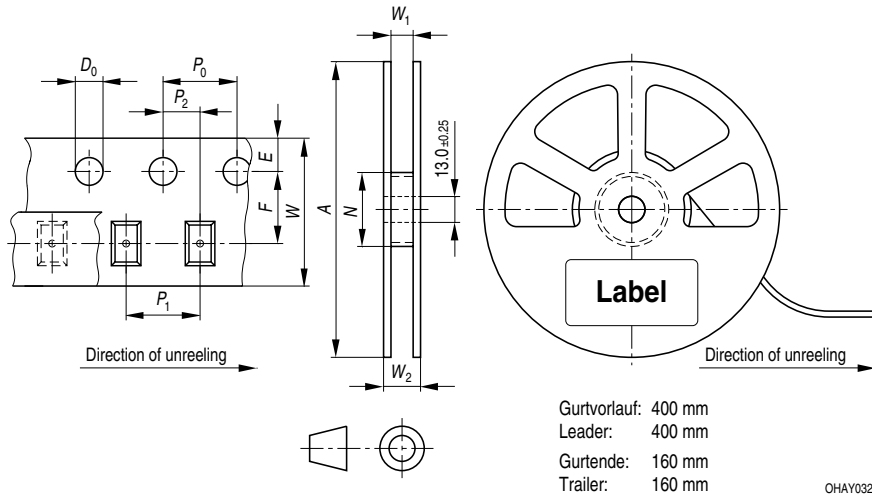 W1
D0
P0
P2
E
13.0±0.25
F
W
A
N
Label
P1
Direction of unreeling
W2
Direction of unreeling
Gurtvorlauf: 400 mm
Leader: 400 mm
Gurtende: 160 mm
Trailer: 160 mm
OHAY032